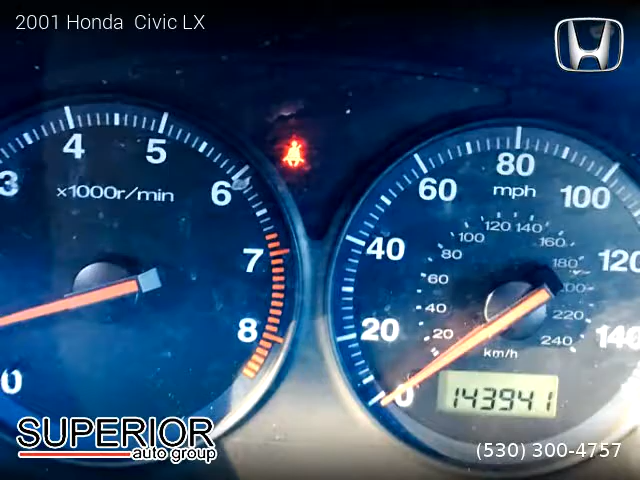 2001 Honda Civic LX
3 4 5 6 7 8 0
x1000r/min
0 20 40 60 80 100 120 140
mph
20 40 60 80 100 120 140 160 180 200 220 240
km/h
143941
SUPERIOR
auto group
(530) 300-4757